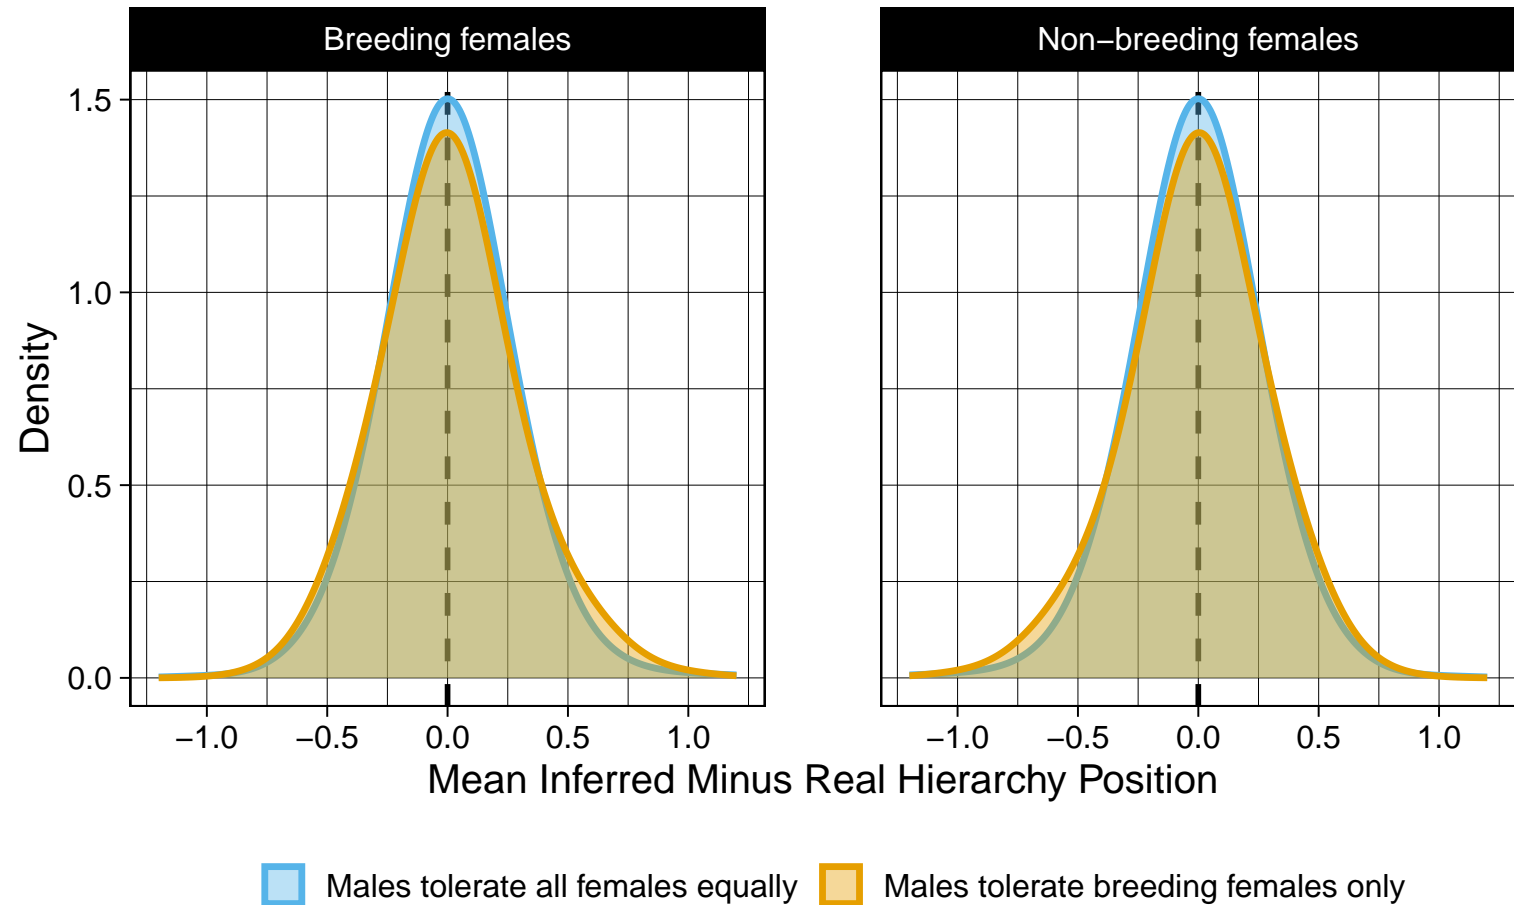 Breeding females
Non−breeding females
Density
1.5
1.0
0.5
0.0
−1.0 −0.5 0.0 0.5 1.0
−1.0 −0.5 0.0 0.5 1.0
Mean Inferred Minus Real Hierarchy Position
Males tolerate all females equally
Males tolerate breeding females only